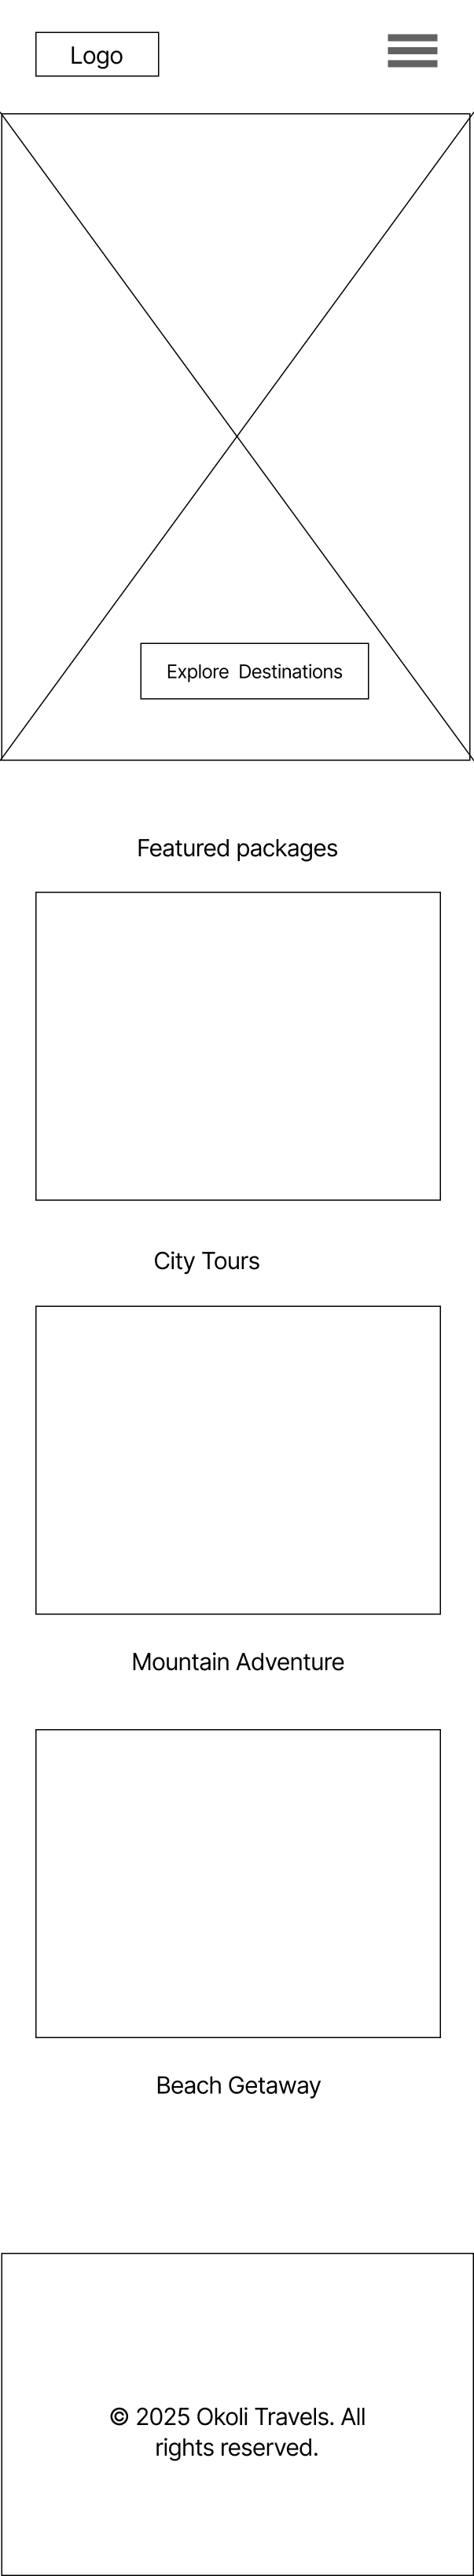 Logo
Explore  Destinations
Featured packages
City Tours
Mountain Adventure
Beach Getaway
© 2025 Okoli Travels. All
rights reserved.